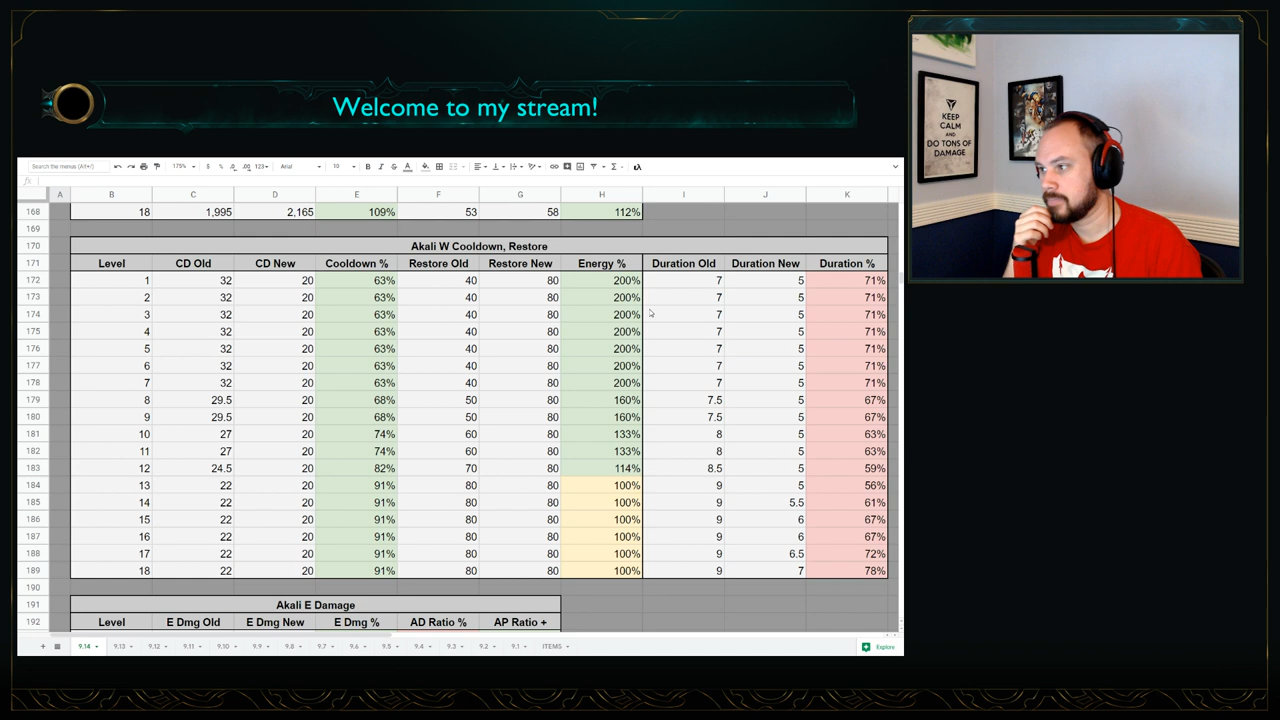 Welcome to my stream!
KEEP
CALM
AND
DO TONS OF
DAMAGE
Search the menus (Alt+/) 175% $ % .0 .00 123 Arial 10 B I S A
fx
A B C D E F G H I J K
168 18 1,995 2,165 109% 53 58 112%
169
170 Akali W Cooldown, Restore
171 Level CD Old CD New Cooldown % Restore Old Restore New Energy % Duration Old Duration New Duration %
172 1 32 20 63% 40 80 200% 7 5 71%
173 2 32 20 63% 40 80 200% 7 5 71%
174 3 32 20 63% 40 80 200% 7 5 71%
175 4 32 20 63% 40 80 200% 7 5 71%
176 5 32 20 63% 40 80 200% 7 5 71%
177 6 32 20 63% 40 80 200% 7 5 71%
178 7 32 20 63% 40 80 200% 7 5 71%
179 8 29.5 20 68% 50 80 160% 7.5 5 67%
180 9 29.5 20 68% 50 80 160% 7.5 5 67%
181 10 27 20 74% 60 80 133% 8 5 63%
182 11 27 20 74% 60 80 133% 8 5 63%
183 12 24.5 20 82% 70 80 114% 8.5 5 59%
184 13 22 20 91% 80 80 100% 9 5 56%
185 14 22 20 91% 80 80 100% 9 5.5 61%
186 15 22 20 91% 80 80 100% 9 6 67%
187 16 22 20 91% 80 80 100% 9 6 67%
188 17 22 20 91% 80 80 100% 9 6.5 72%
189 18 22 20 91% 80 80 100% 9 7 78%
190
191 Akali E Damage
192 Level E Dmg Old E Dmg New E Dmg % AD Ratio % AP Ratio +
9.14 9.13 9.12 9.11 9.10 9.9 9.8 9.7 9.6 9.5 9.4 9.3 9.2 9.1 ITEMS Explore